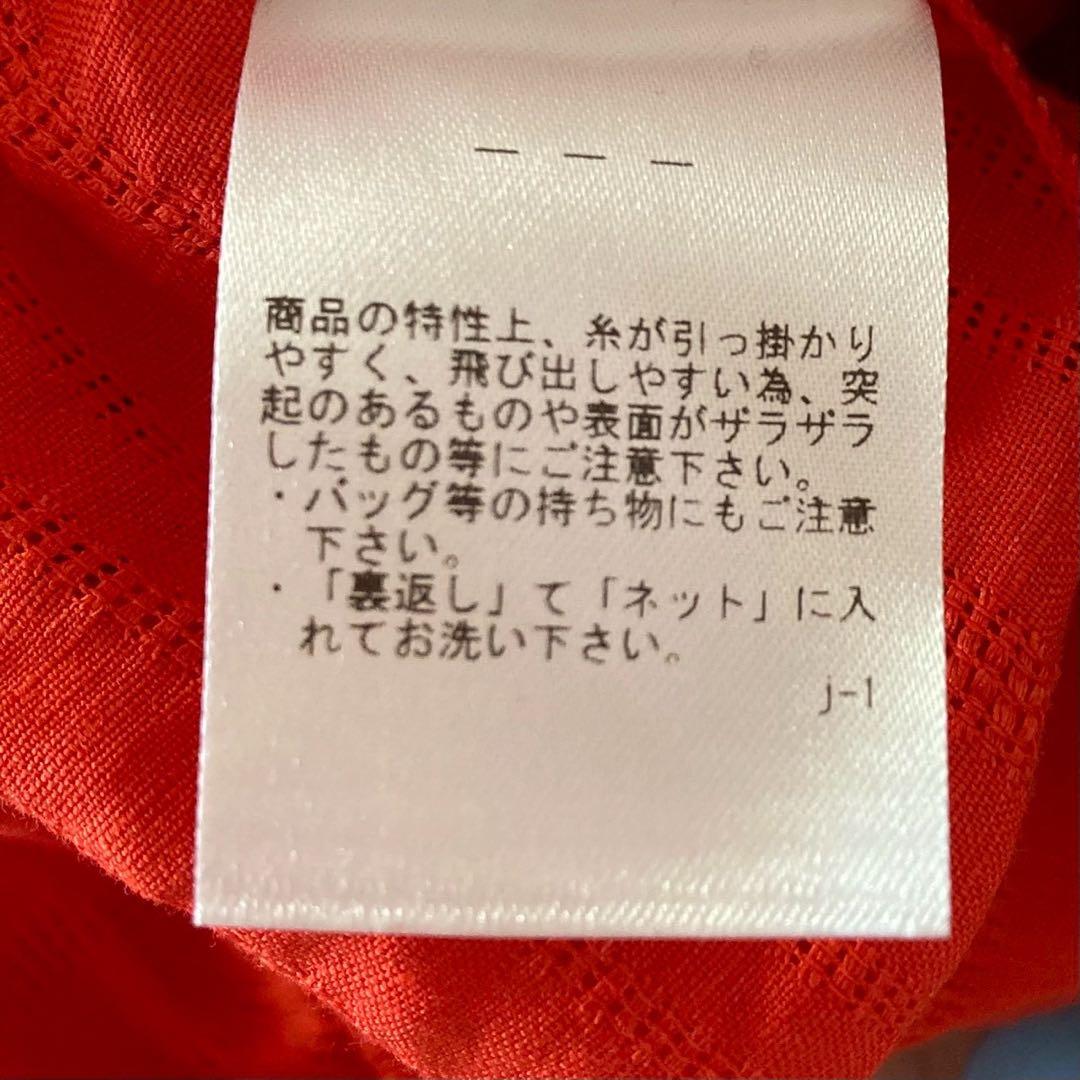 — — —
商品の特性上、糸が引っ掛かり
やすく、飛び出しやすい為、突
起のあるものや表面がザラザラ
したもの等にご注意下さい。
・バッグ等の持ち物にもご注意
下さい。
・「裏返し」て「ネット」に入
れてお洗い下さい。
j-1